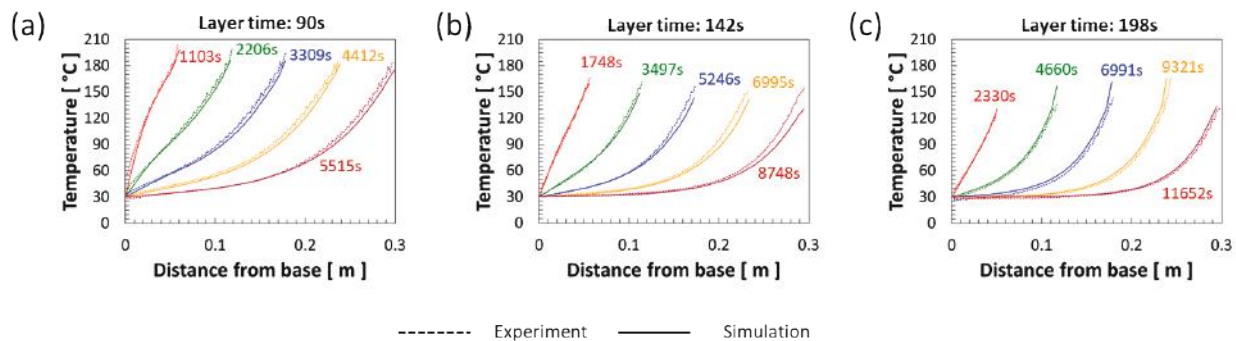 (a)
Layer time: 90s
Temperature [ °C]
210
180
150
120
90
60
30
0
1103s
2206s
3309s
4412s
5515s
0
0.1
0.2
0.3
Distance from base [ m ]
(b)
Layer time: 142s
Temperature [ °C]
210
180
150
120
90
60
30
0
1748s
3497s
5246s
6995s
8748s
0
0.1
0.2
0.3
Distance from base [ m ]
(c)
Layer time: 198s
Temperature [ °C]
210
180
150
120
90
60
30
0
2330s
4660s
6991s
9321s
11652s
0
0.1
0.2
0.3
Distance from base [ m ]
Experiment
Simulation